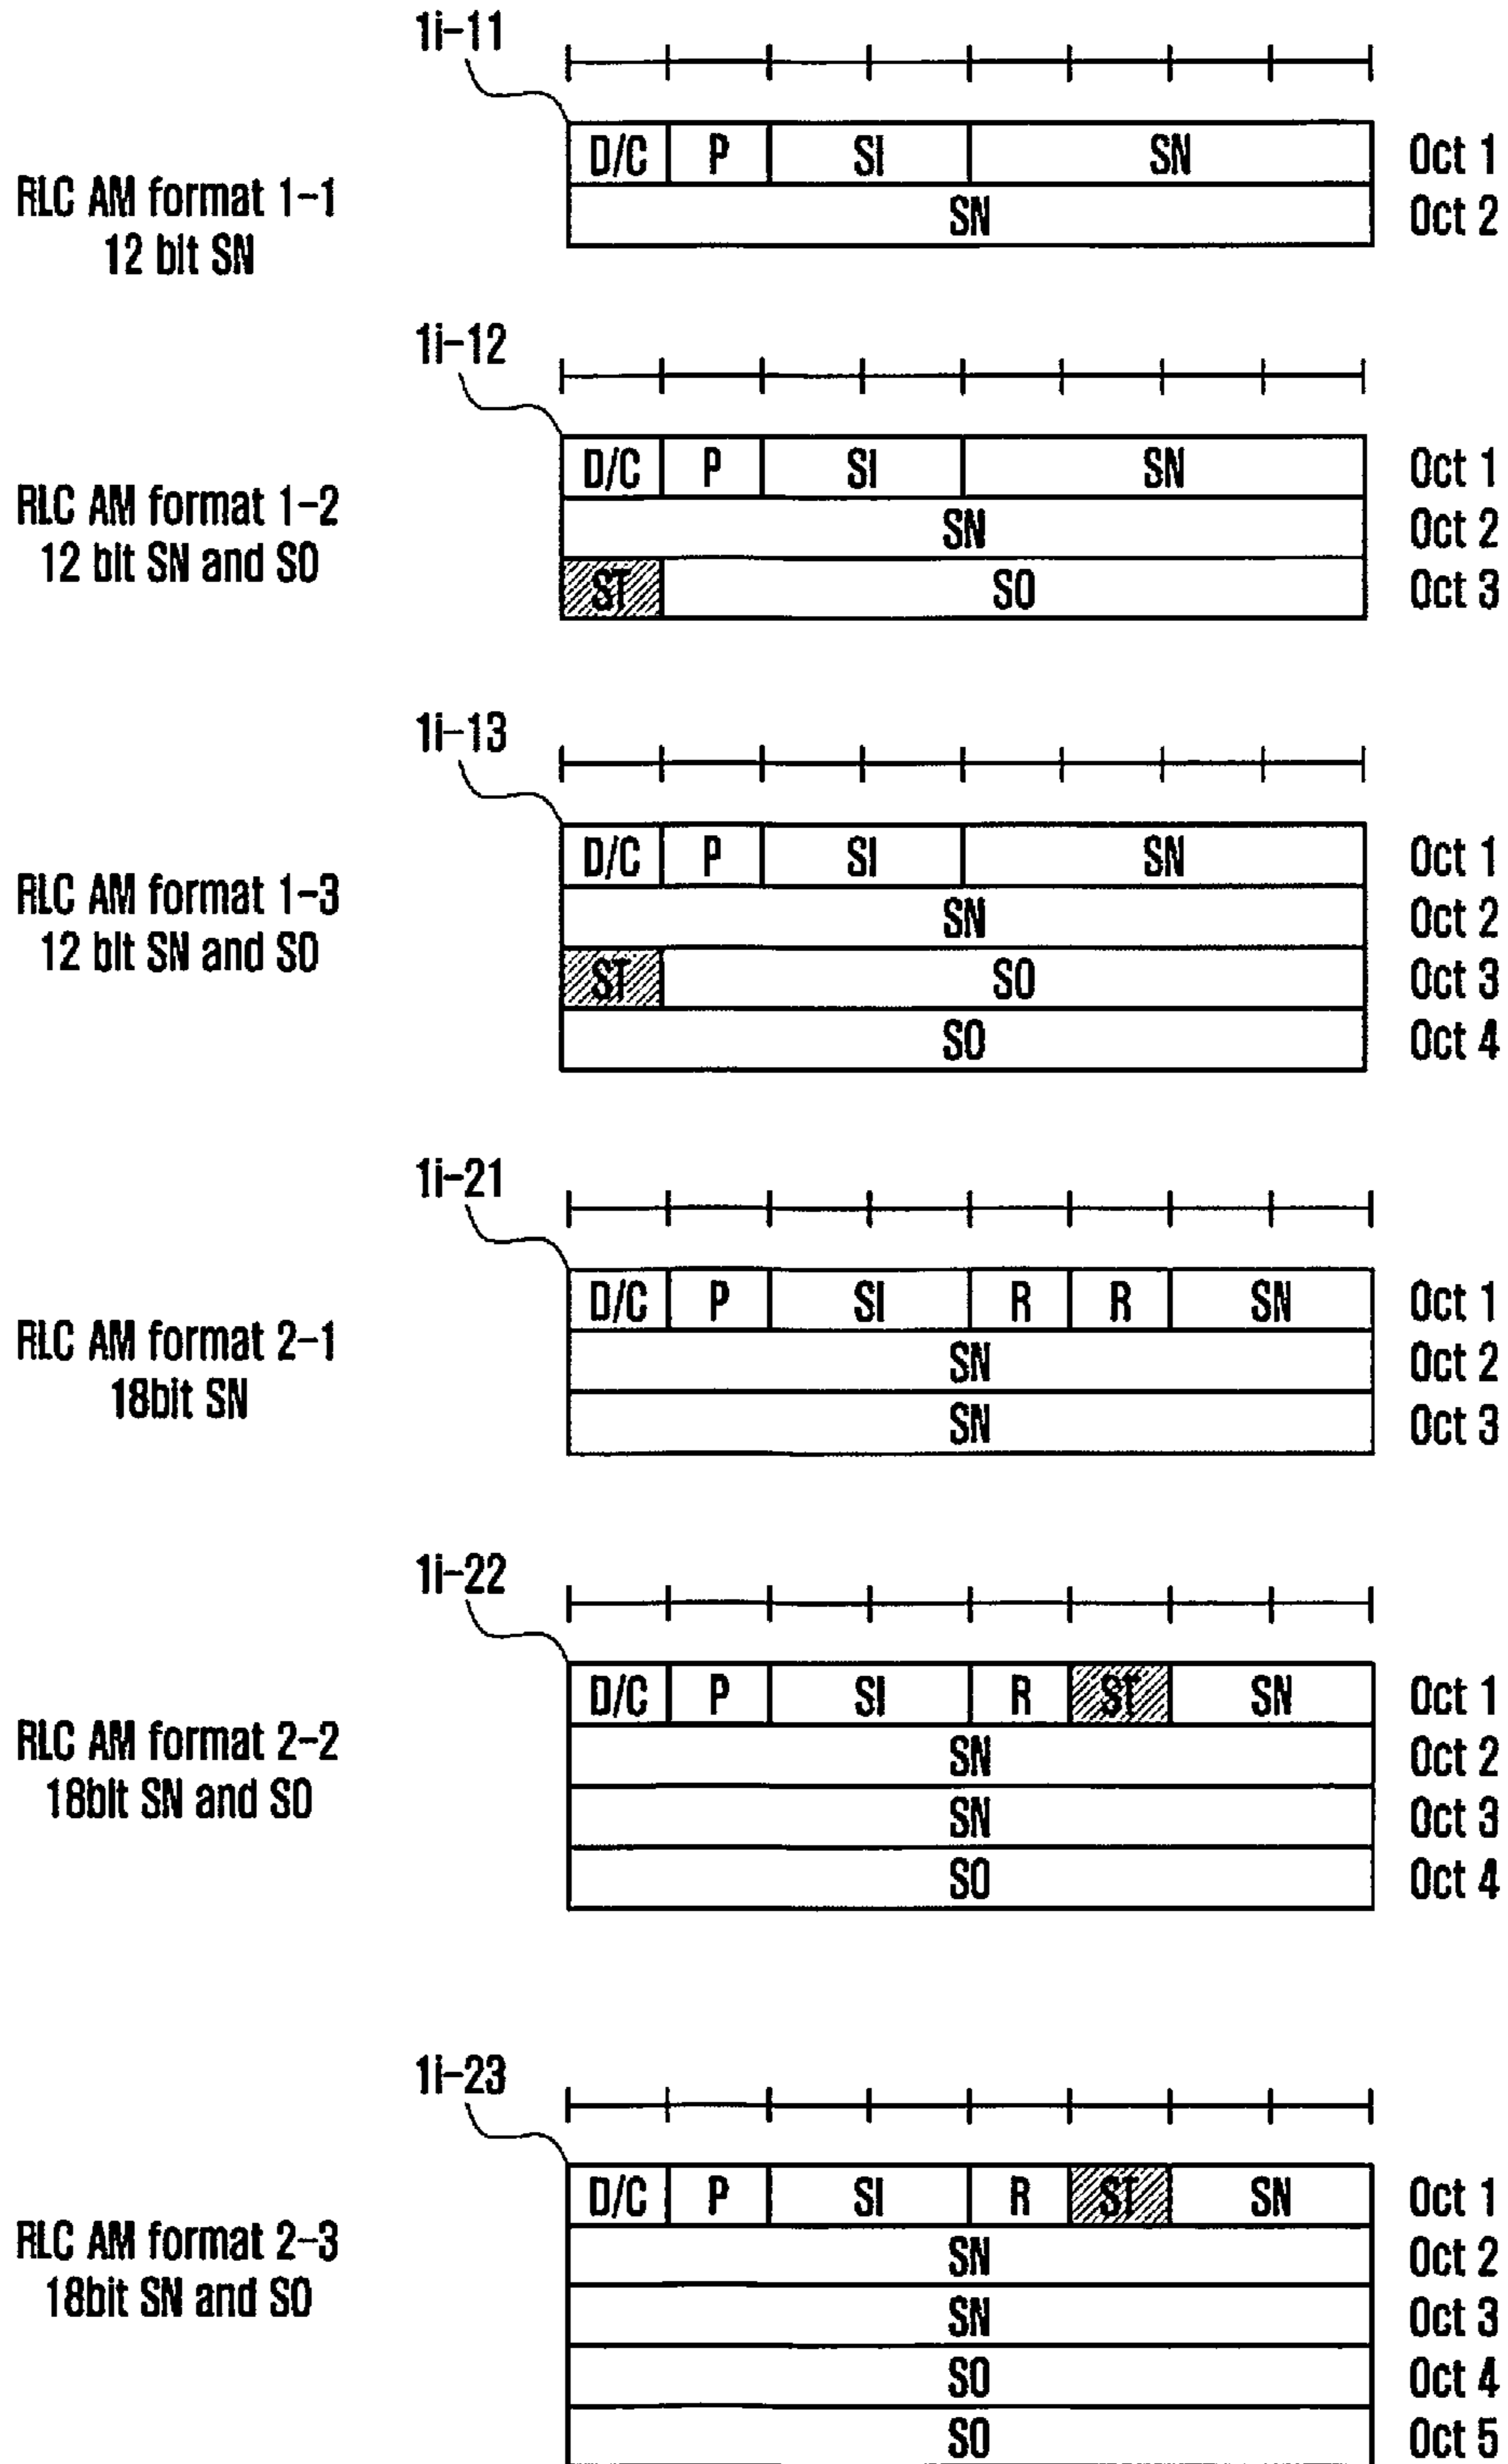 1i-11
D/C P SI SN Oct 1
RLC AM format 1-1
12 bit SN
SN Oct 2
1i-12
D/C P SI SN Oct 1
RLC AM format 1-2
12 bit SN and SO
SN Oct 2
ST SO Oct 3
1i-13
D/C P SI SN Oct 1
RLC AM format 1-3
12 bit SN and SO
SN Oct 2
ST SO Oct 3
SO Oct 4
1i-21
D/C P SI R R SN Oct 1
RLC AM format 2-1
18bit SN
SN Oct 2
SN Oct 3
1i-22
D/C P SI R ST SN Oct 1
RLC AM format 2-2
18bit SN and SO
SN Oct 2
SN Oct 3
SO Oct 4
1i-23
D/C P SI R ST SN Oct 1
RLC AM format 2-3
18bit SN and SO
SN Oct 2
SN Oct 3
SO Oct 4
SO Oct 5